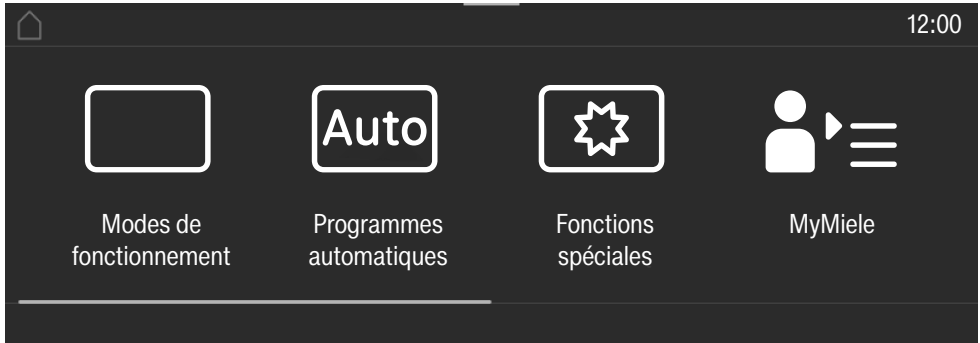 12:00
Auto
Modes de
fonctionnement
Programmes
automatiques
Fonctions
spéciales
MyMiele